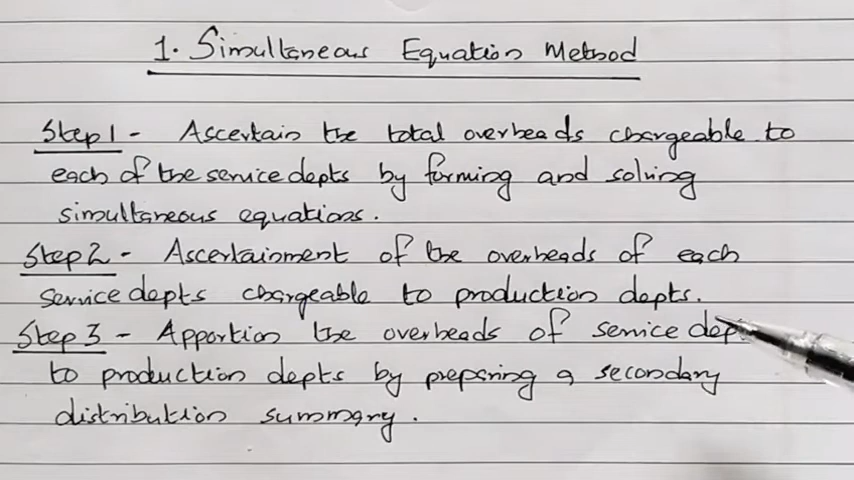 1. Simultaneous Equation Method
Step 1 - Ascertain the total overheads chargeable to
each of the service depts by forming and solving
simultaneous equations.
Step 2 - Ascertainment of the overheads of each
service depts chargeable to production depts.
Step 3 - Apportion the overheads of service dep
to production depts by preparing a secondary
distribution summary.